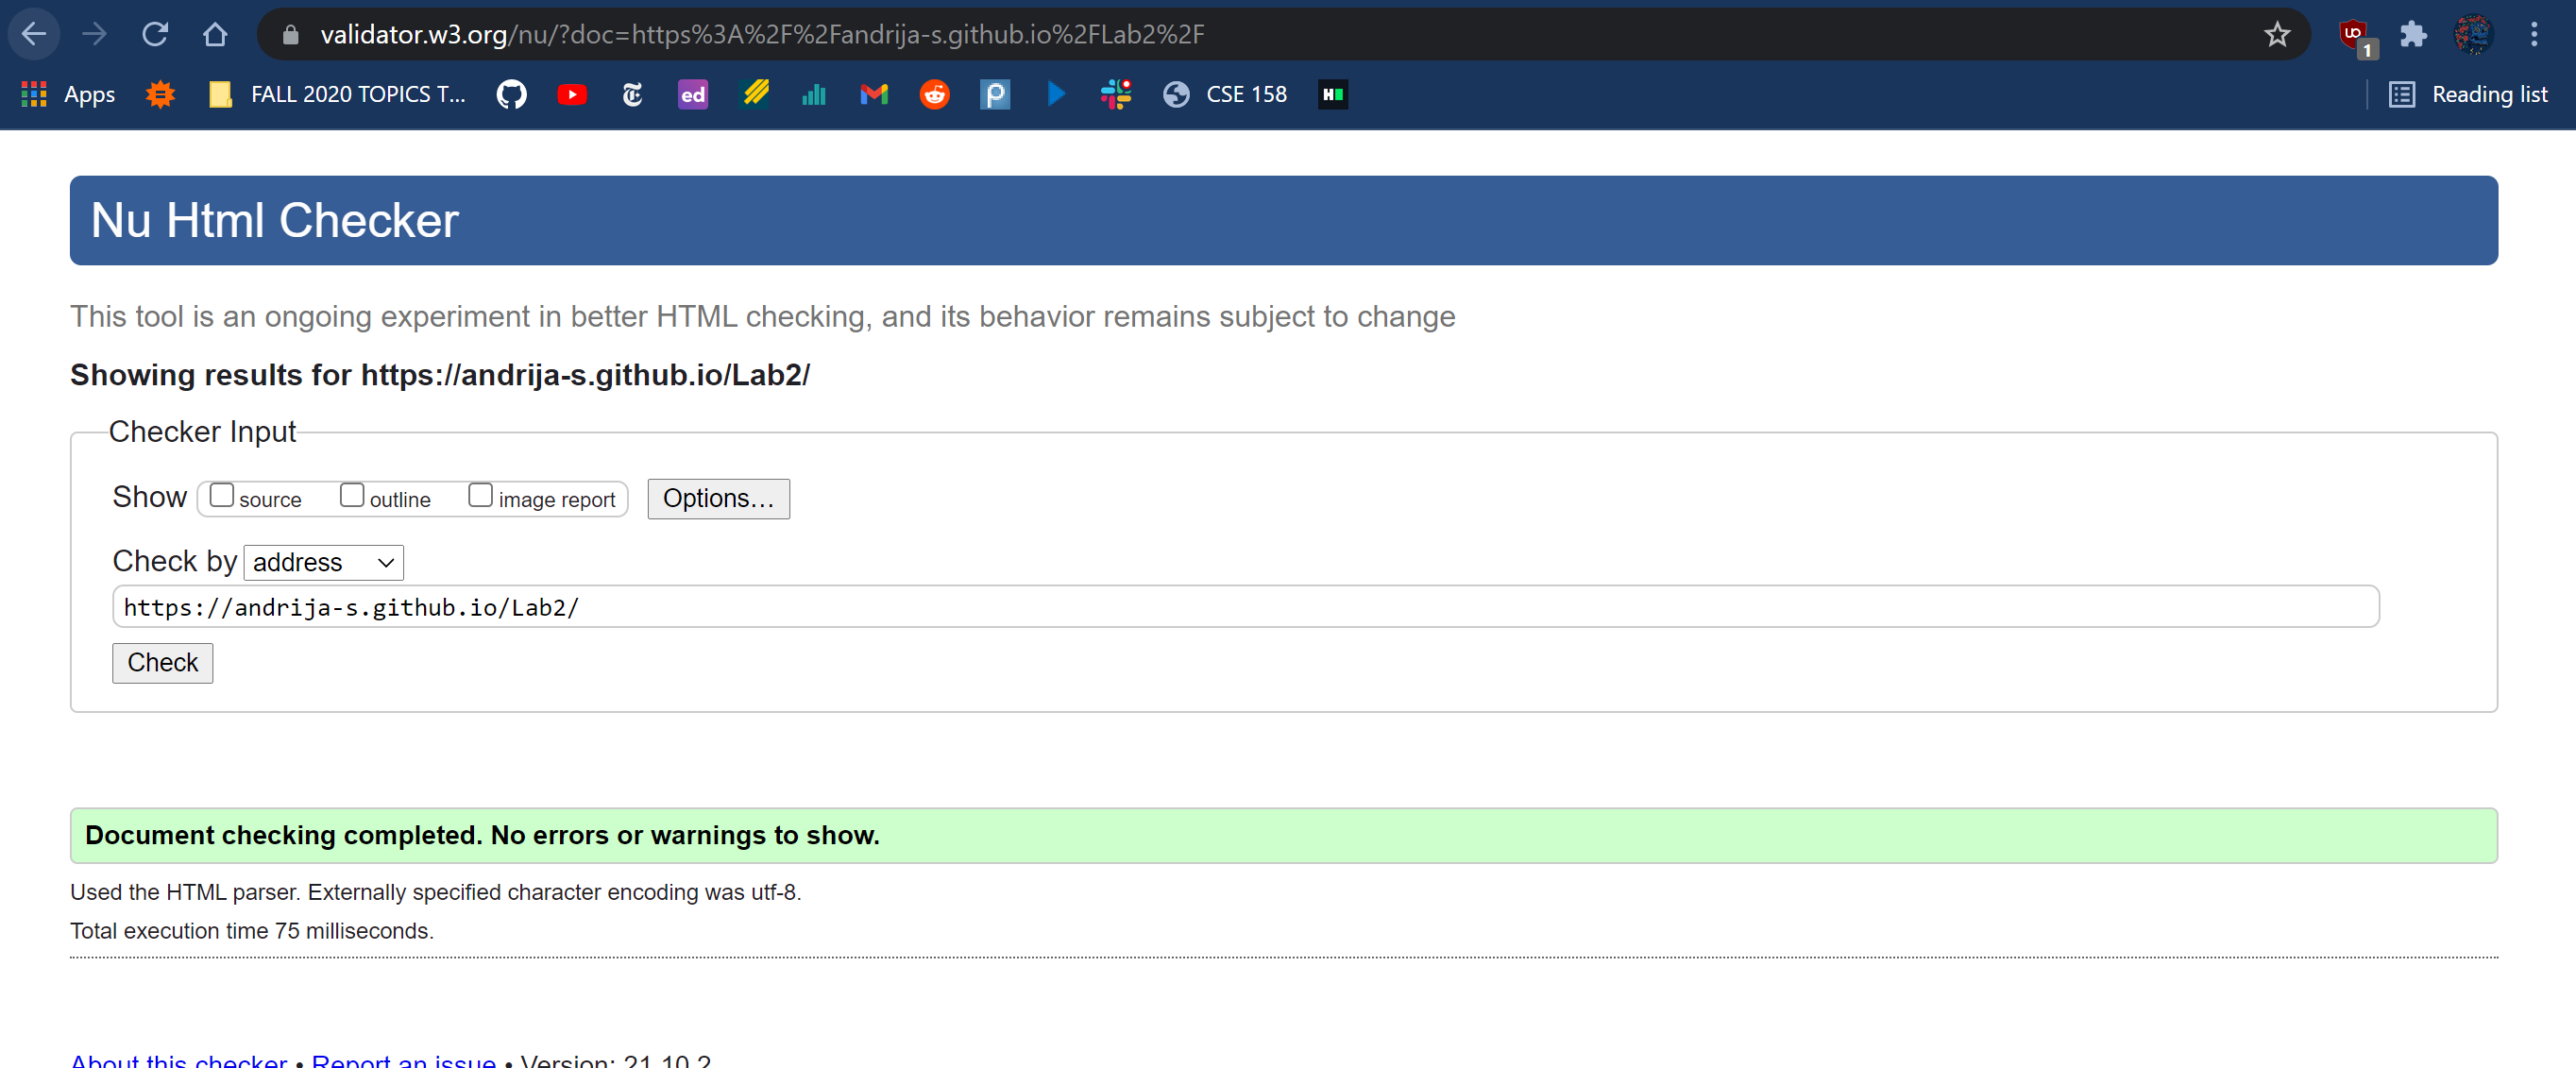 validator.w3.org/nu/?doc=https%3A%2F%2Fandrija-s.github.io%2FLab2%2F
uO 1
Apps FALL 2020 TOPICS T... ed CSE 158 H Reading list
Nu Html Checker
This tool is an ongoing experiment in better HTML checking, and its behavior remains subject to change
Showing results for https://andrija-s.github.io/Lab2/
Checker Input
Show source outline image report Options...
Check by address
https://andrija-s.github.io/Lab2/
Check
Document checking completed. No errors or warnings to show.
Used the HTML parser. Externally specified character encoding was utf-8.
Total execution time 75 milliseconds.
About this checker • Report an issue • Version: 21.10.2